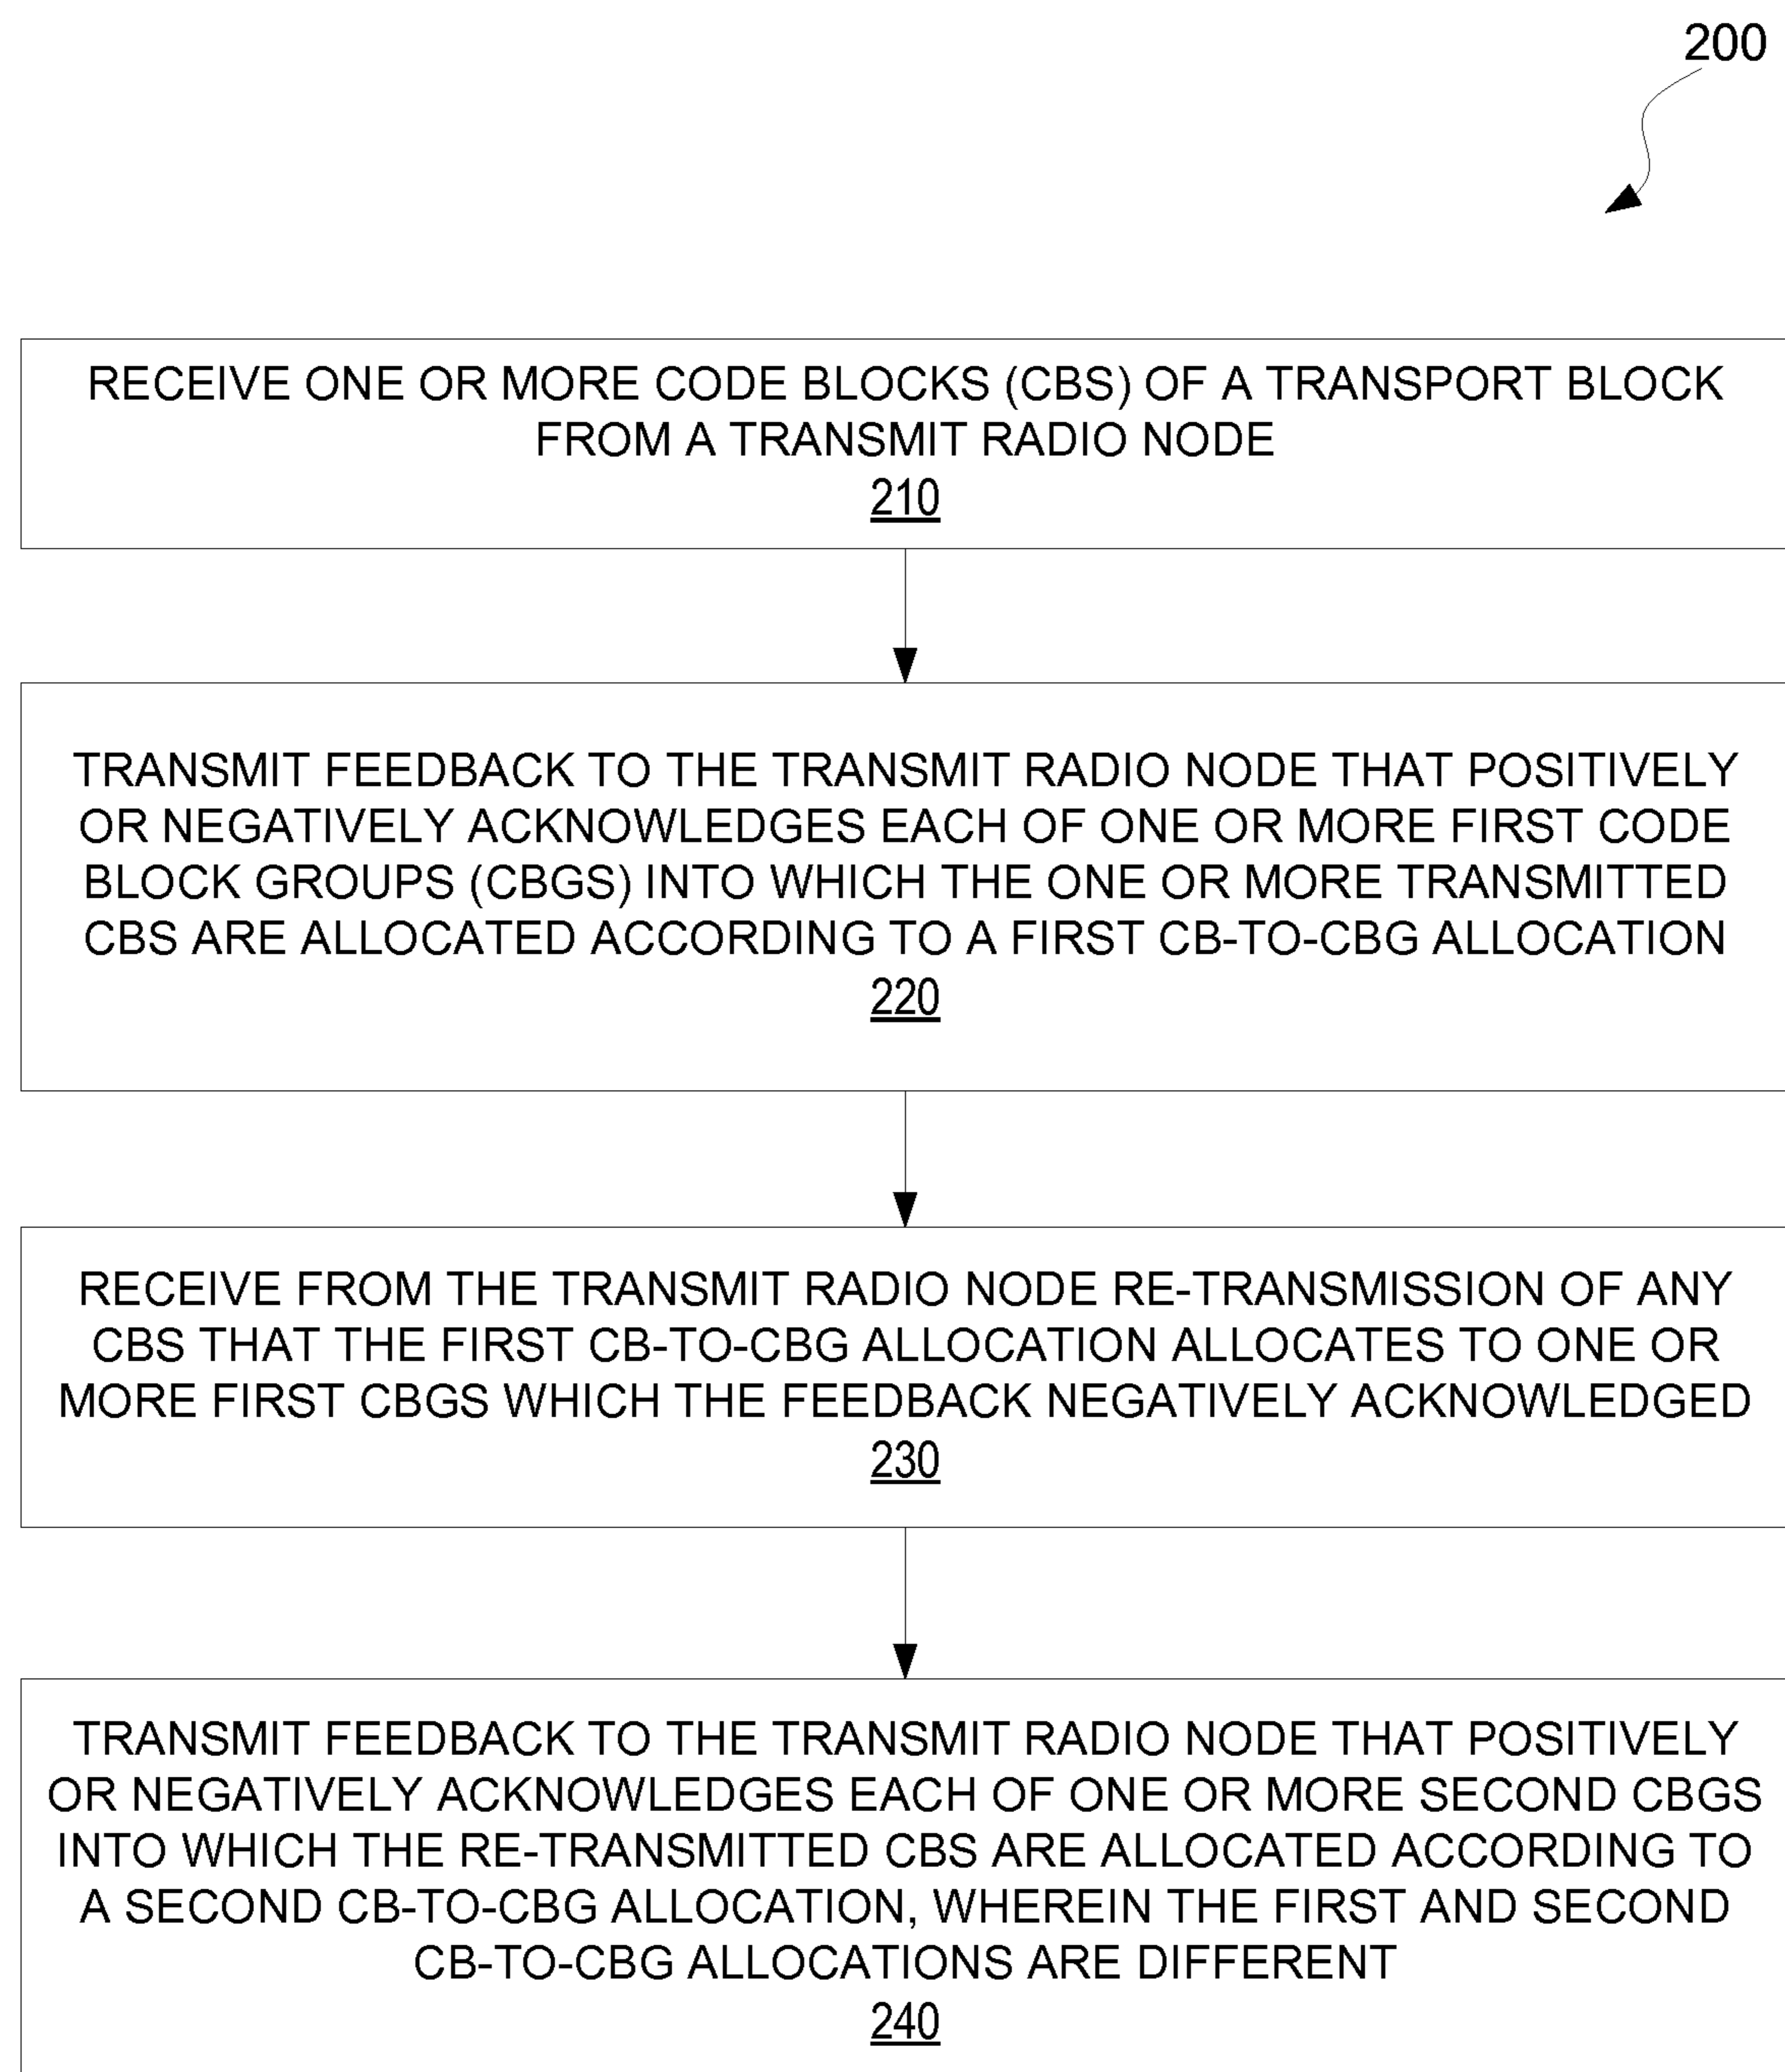 200
RECEIVE ONE OR MORE CODE BLOCKS (CBS) OF A TRANSPORT BLOCK
FROM A TRANSMIT RADIO NODE
210
TRANSMIT FEEDBACK TO THE TRANSMIT RADIO NODE THAT POSITIVELY
OR NEGATIVELY ACKNOWLEDGES EACH OF ONE OR MORE FIRST CODE
BLOCK GROUPS (CBGS) INTO WHICH THE ONE OR MORE TRANSMITTED
CBS ARE ALLOCATED ACCORDING TO A FIRST CB-TO-CBG ALLOCATION
220
RECEIVE FROM THE TRANSMIT RADIO NODE RE-TRANSMISSION OF ANY
CBS THAT THE FIRST CB-TO-CBG ALLOCATION ALLOCATES TO ONE OR
MORE FIRST CBGS WHICH THE FEEDBACK NEGATIVELY ACKNOWLEDGED
230
TRANSMIT FEEDBACK TO THE TRANSMIT RADIO NODE THAT POSITIVELY
OR NEGATIVELY ACKNOWLEDGES EACH OF ONE OR MORE SECOND CBGS
INTO WHICH THE RE-TRANSMITTED CBS ARE ALLOCATED ACCORDING TO
A SECOND CB-TO-CBG ALLOCATION, WHEREIN THE FIRST AND SECOND
CB-TO-CBG ALLOCATIONS ARE DIFFERENT
240